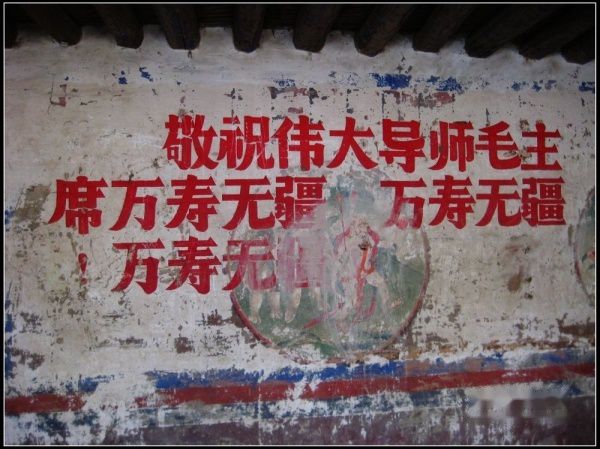 敬祝伟大导师毛主
席万寿无疆 万寿无疆
！万寿无